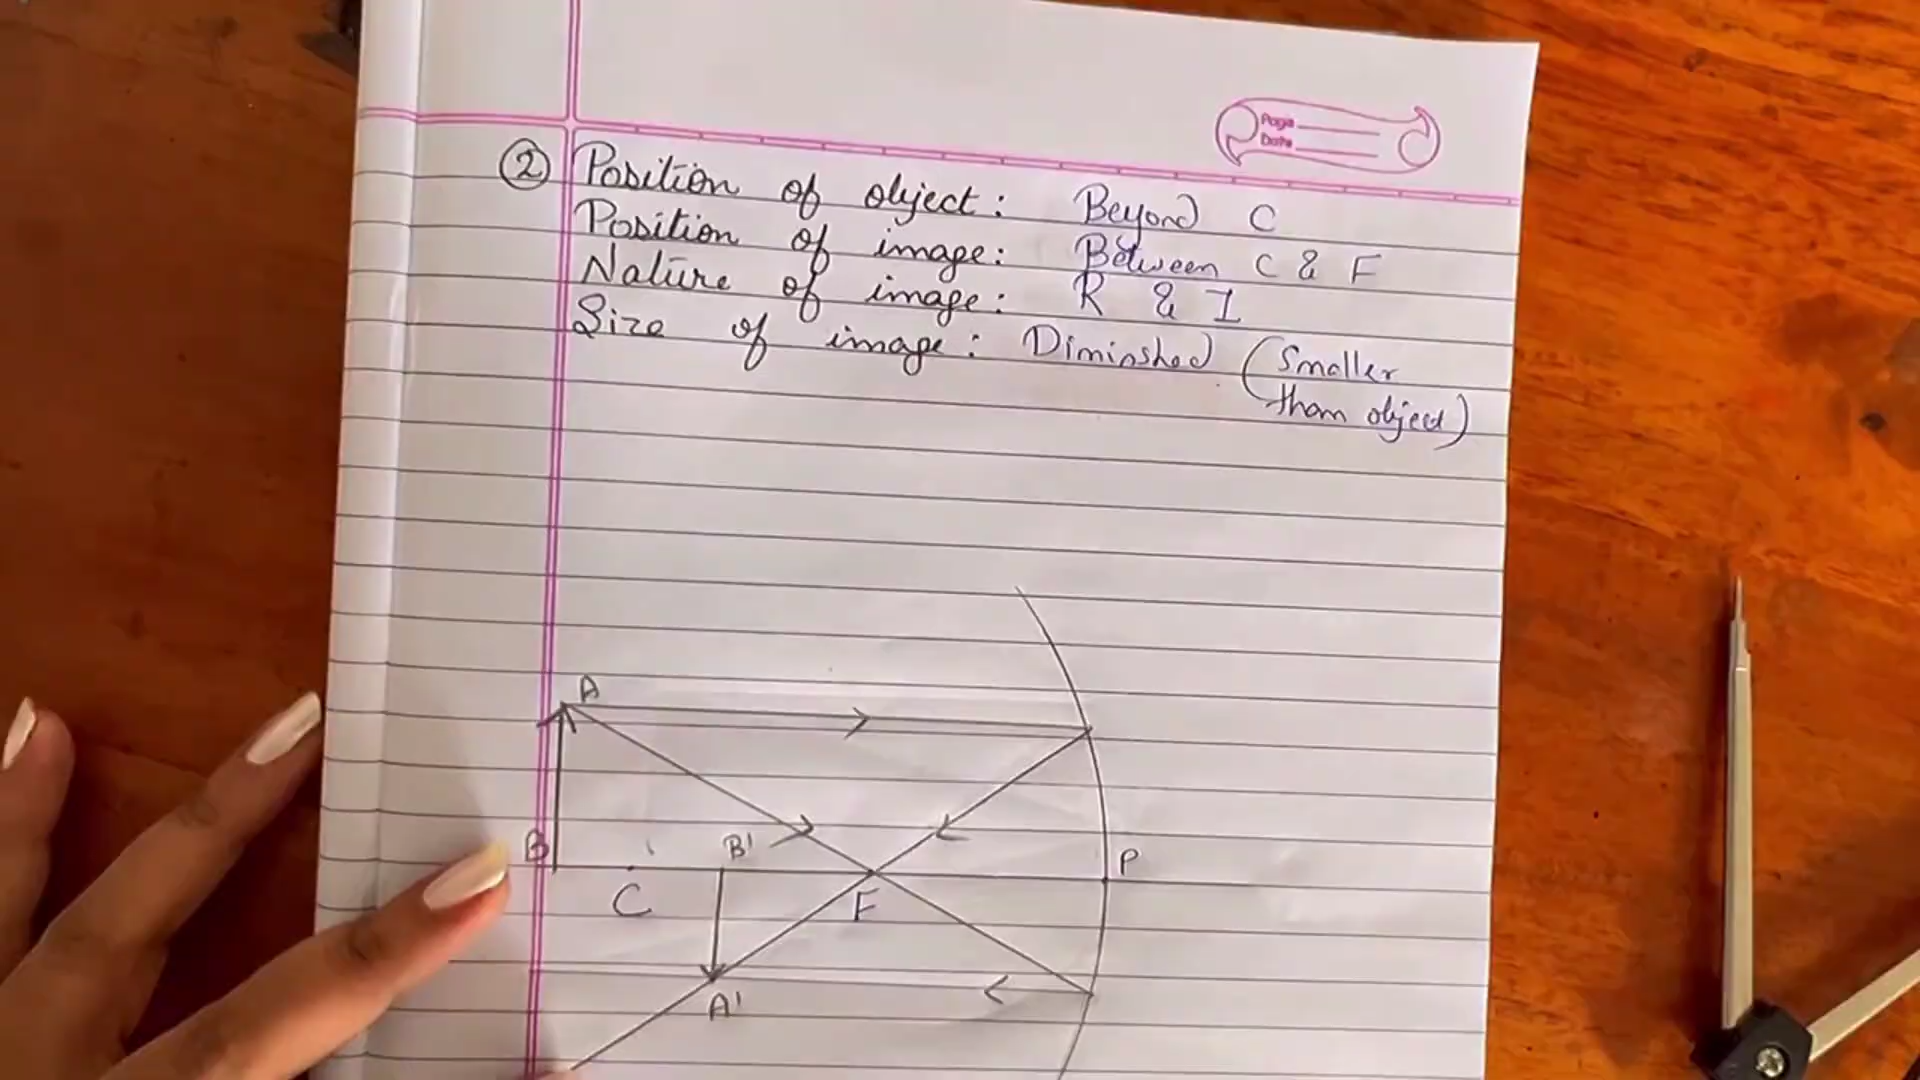 Page
Date
② Position of object: Beyond C
Position of image: Between C & F
Nature of image: R & I
Size of image: Diminshed (Smaller
than object)
A
B
B'
P
C
F
A'